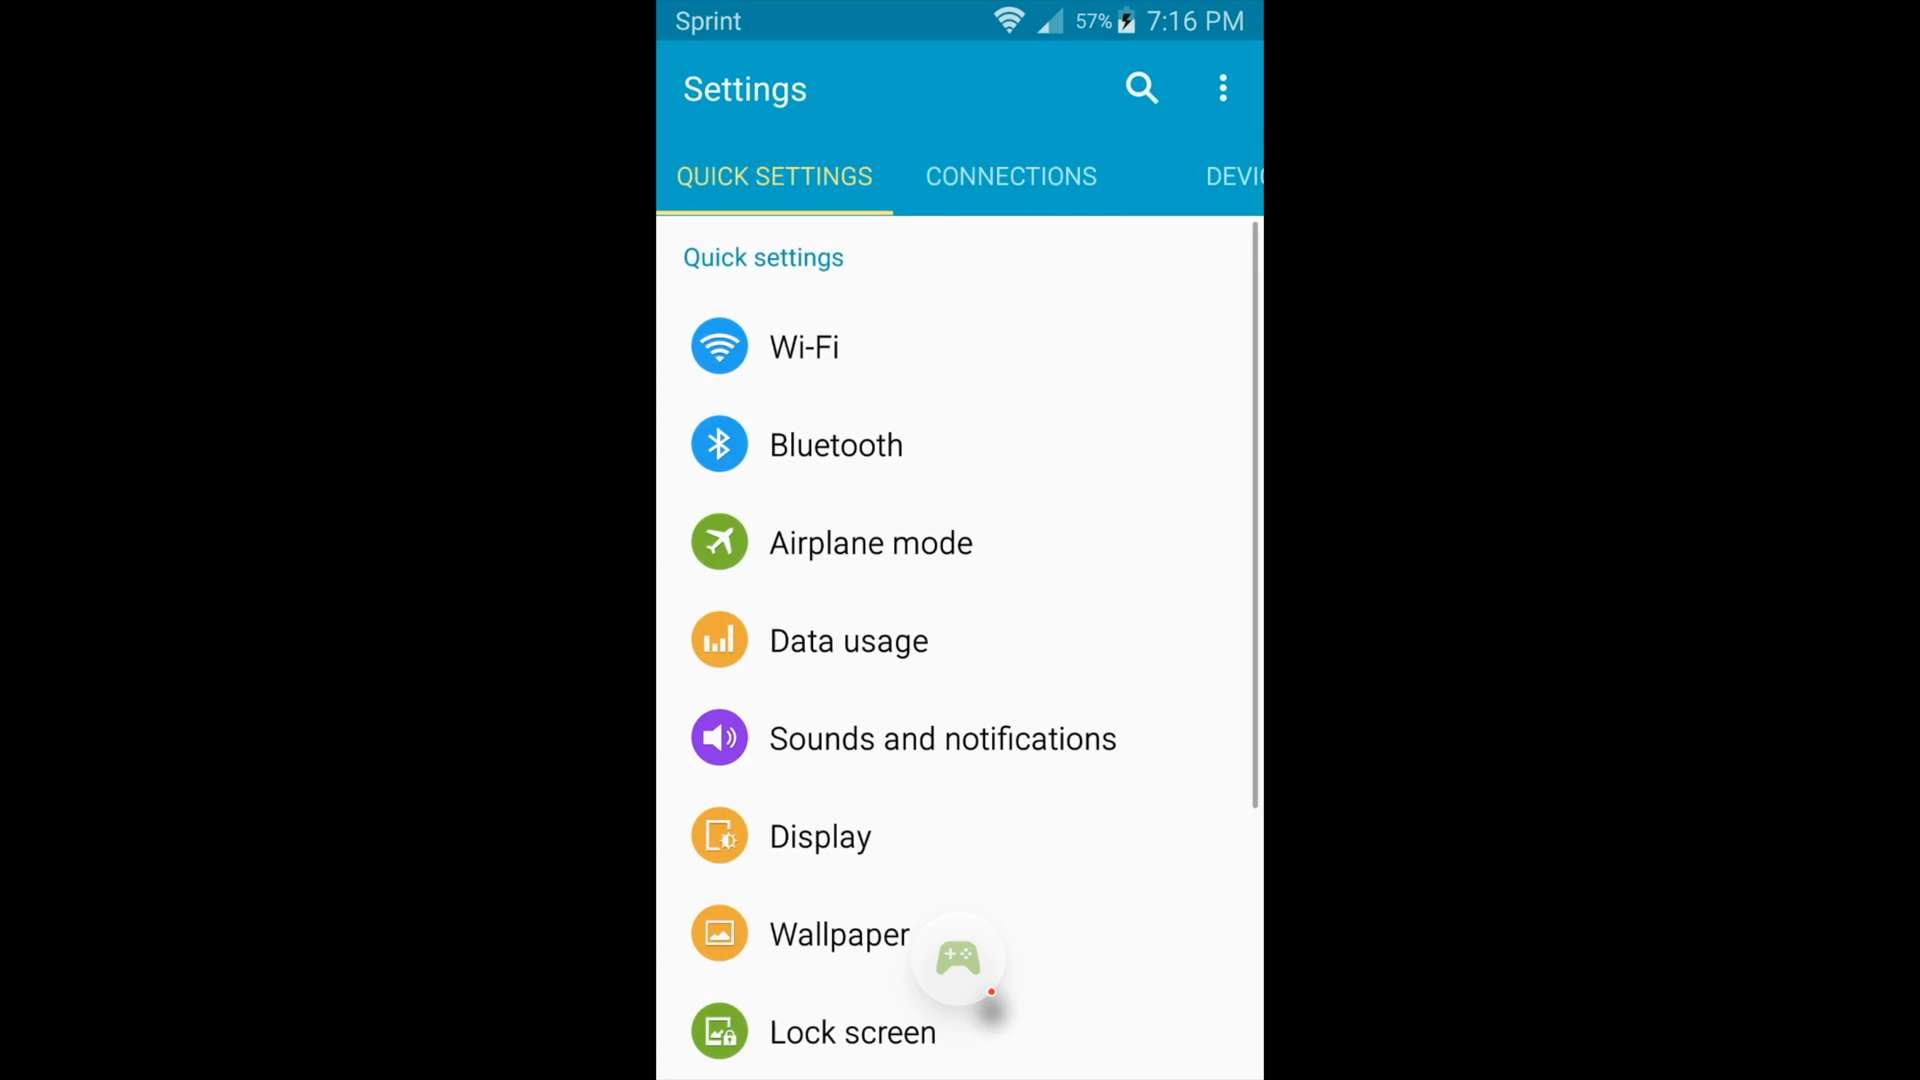 Sprint 57% 7:16 PM
Settings
QUICK SETTINGS CONNECTIONS DEVIC
Quick settings
Wi-Fi
Bluetooth
Airplane mode
Data usage
Sounds and notifications
Display
Wallpaper
Lock screen